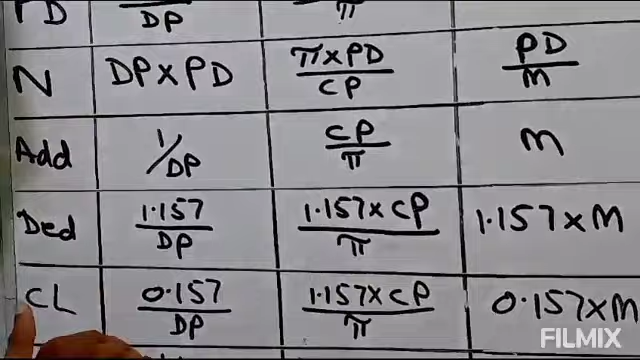 PD DP π
N DP×PD π×PD/CP PD/M
Add 1/DP CP/π M
Ded 1.157/DP 1.157×CP/π 1.157×M
CL 0.157/DP 1.157×CP/π 0.157×M
FILMIX